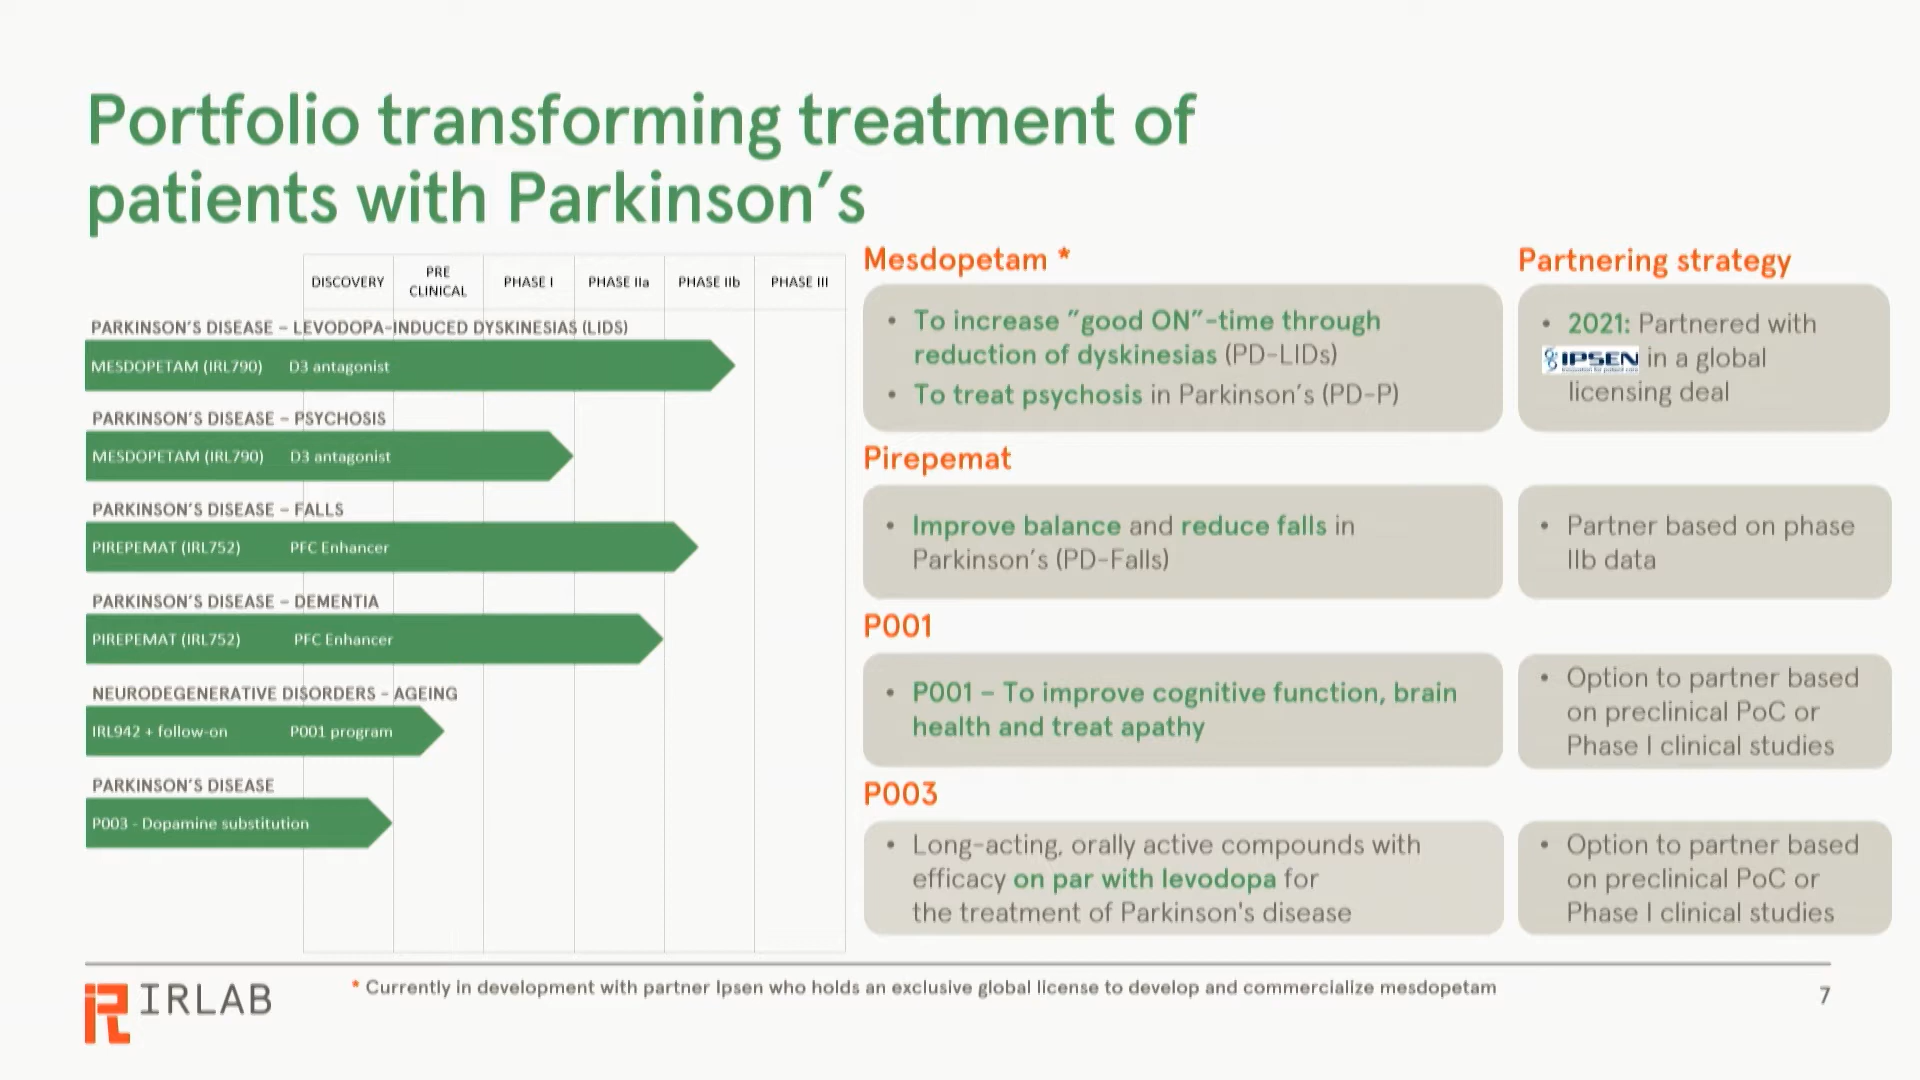 Portfolio transforming treatment of
patients with Parkinson’s
DISCOVERY
PRE
CLINICAL
PHASE I
PHASE IIa
PHASE IIb
PHASE III
PARKINSON’S DISEASE – LEVODOPA-INDUCED DYSKINESIAS (LIDS)
MESDOPETAM (IRL790) D3 antagonist
PARKINSON’S DISEASE – PSYCHOSIS
MESDOPETAM (IRL790) D3 antagonist
PARKINSON’S DISEASE – FALLS
PIREPEMAT (IRL752) PFC Enhancer
PARKINSON’S DISEASE – DEMENTIA
PIREPEMAT (IRL752) PFC Enhancer
NEURODEGENERATIVE DISORDERS - AGEING
IRL942 + follow-on P001 program
PARKINSON’S DISEASE
P003 - Dopamine substitution
Mesdopetam *
• To increase ”good ON”-time through
reduction of dyskinesias (PD-LIDs)
• To treat psychosis in Parkinson’s (PD-P)
Pirepemat
• Improve balance and reduce falls in
Parkinson’s (PD-Falls)
P001
• P001 – To improve cognitive function, brain
health and treat apathy
P003
• Long-acting, orally active compounds with
efficacy on par with levodopa for
the treatment of Parkinson's disease
Partnering strategy
• 2021: Partnered with
IPSEN in a global
licensing deal
• Partner based on phase
IIb data
• Option to partner based
on preclinical PoC or
Phase I clinical studies
• Option to partner based
on preclinical PoC or
Phase I clinical studies
IRLAB
* Currently in development with partner Ipsen who holds an exclusive global license to develop and commercialize mesdopetam
7